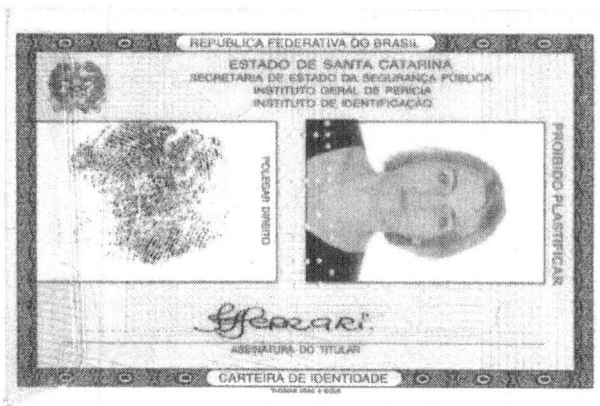 REPÚBLICA FEDERATIVA DO BRASIL
ESTADO DE SANTA CATARINA
SECRETARIA DE ESTADO DA SEGURANÇA PÚBLICA
INSTITUTO GERAL DE PERÍCIA
INSTITUTO DE IDENTIFICAÇÃO
POLEGAR DIREITO
PROIBIDO PLASTIFICAR
ASSINATURA DO TITULAR
CARTEIRA DE IDENTIDADE